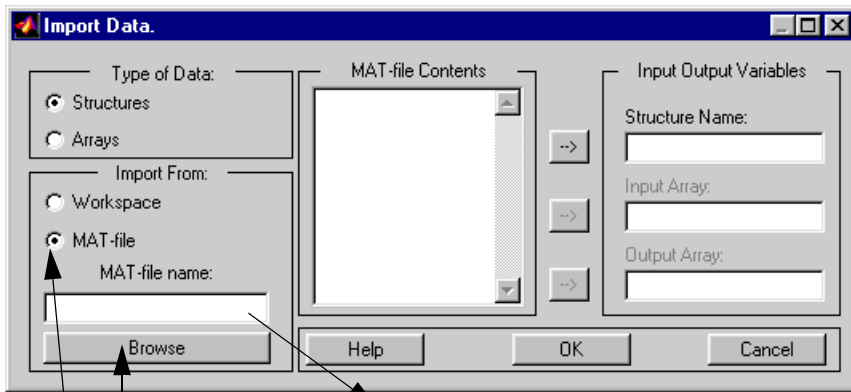 Import Data.
Type of Data:
Structures
Arrays
Import From:
Workspace
MAT-file
MAT-file name:
Browse
MAT-file Contents
-->
-->
-->
Input Output Variables
Structure Name:
Input Array:
Output Array:
Help
OK
Cancel